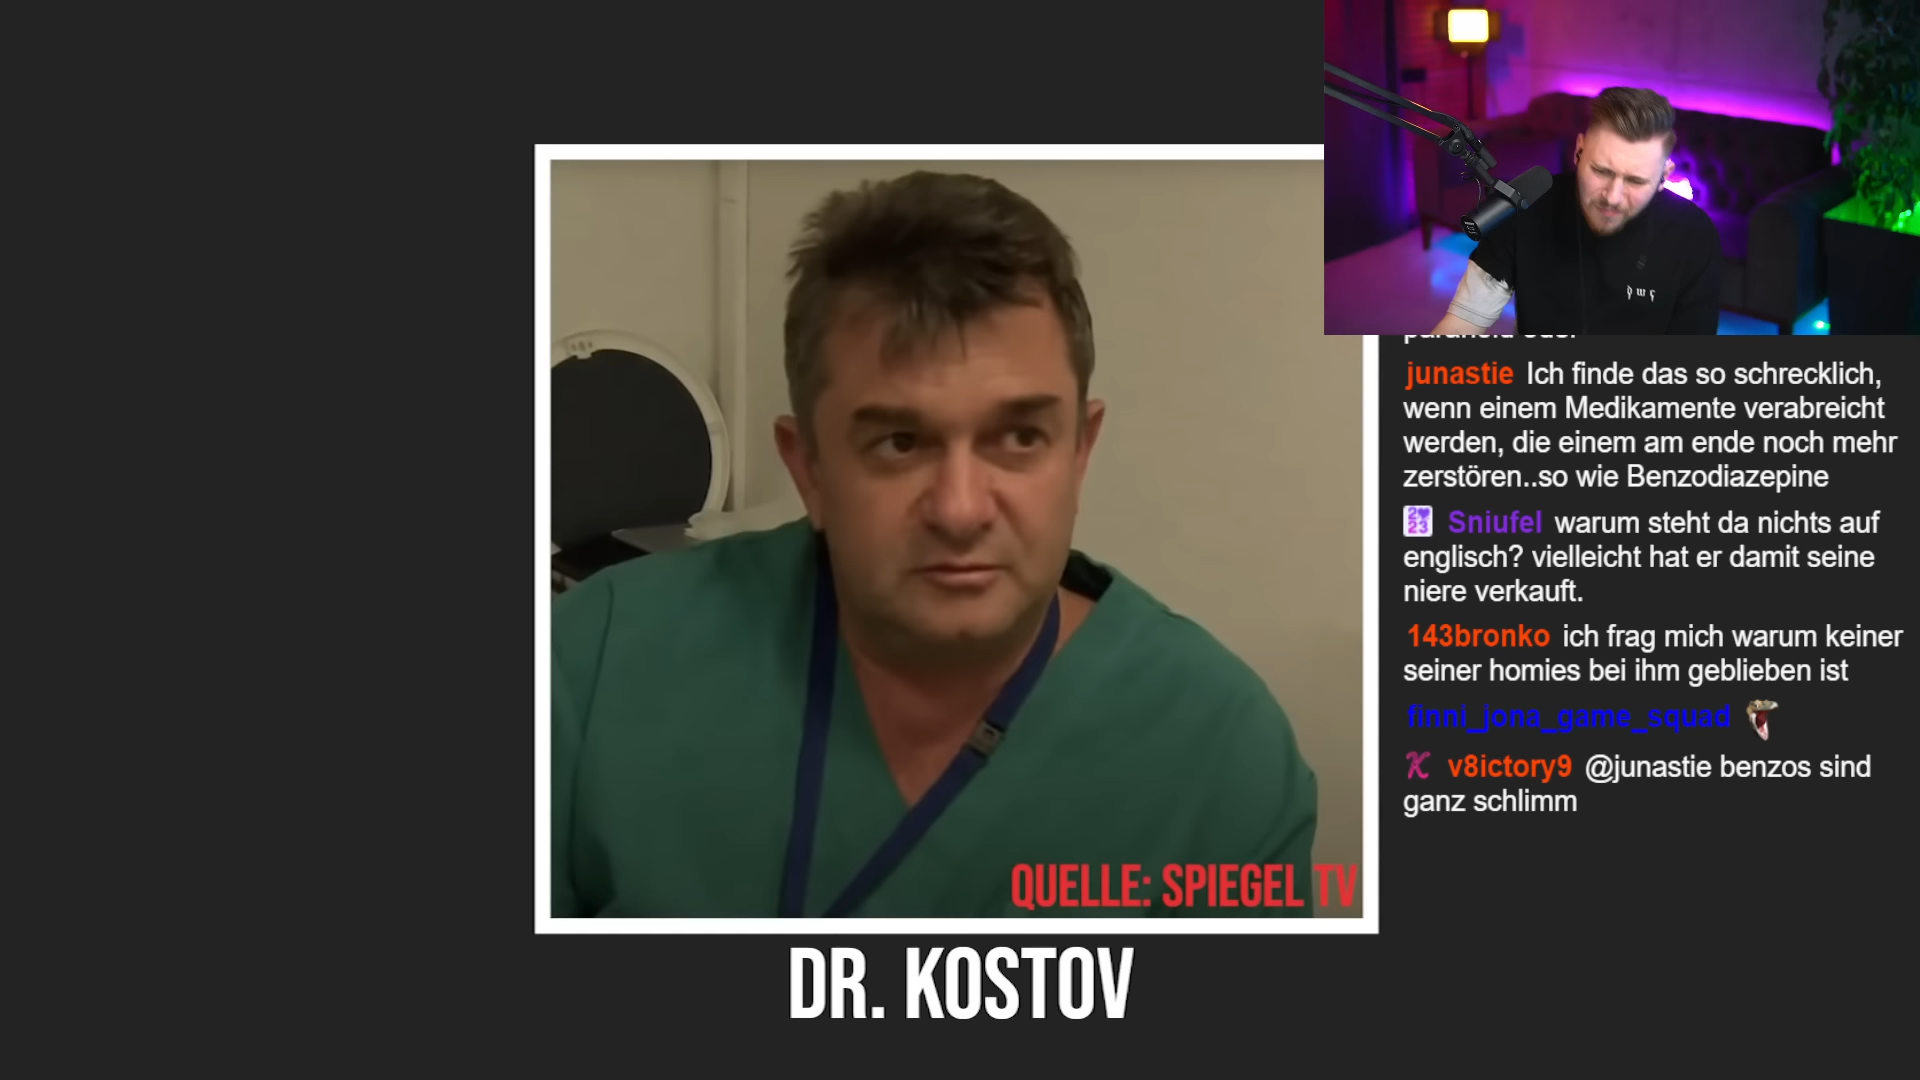 QUELLE: SPIEGEL TV
DR. KOSTOV
junastie Ich finde das so schrecklich,
wenn einem Medikamente verabreicht
werden, die einem am ende noch mehr
zerstören..so wie Benzodiazepine
Sniufel warum steht da nichts auf
englisch? vielleicht hat er damit seine
niere verkauft.
143bronko ich frag mich warum keiner
seiner homies bei ihm geblieben ist
finni_jona_game_squad
v8ictory9 @junastie benzos sind
ganz schlimm